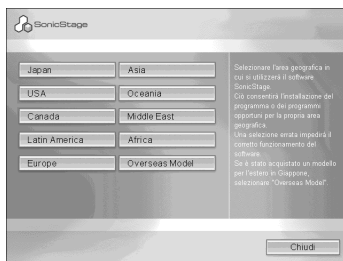 SonicStage
Japan
Asia
USA
Oceania
Canada
Middle East
Latin America
Africa
Europe
Overseas Model
Selezionare l'area geografica in
cui si utilizzerà il software
SonicStage.
Ciò consentirà l'installazione del
programma o dei programmi
opportuni per la propria area
geografica.
Una selezione errata impedirà il
corretto funzionamento del
software.
Se è stato acquistato un modello
per l'estero in Giappone,
selezionare "Overseas Model".
Chiudi